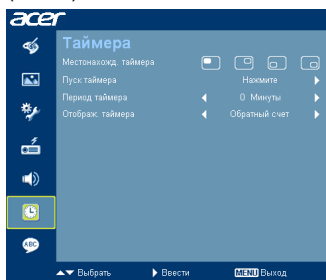 acer
Таймера
Местонахожд. таймера
Пуск таймера Нажмите
Период таймера 0 Минуты
Отображ. таймера Обратный счет
ABC
Выбрать Ввести MENU Выход